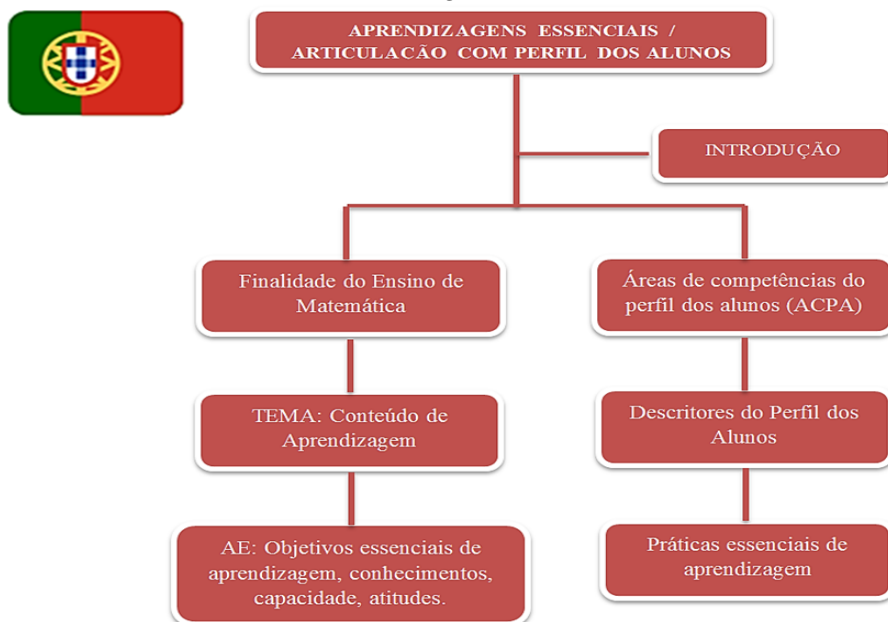 APRENDIZAGENS ESSENCIAIS /
ARTICULACÃO COM PERFIL DOS ALUNOS
INTRODUÇÃO
Finalidade do Ensino de
Matemática
Áreas de competências do
perfil dos alunos (ACPA)
TEMA: Conteúdo de
Aprendizagem
Descritores do Perfil dos
Alunos
AE: Objetivos essenciais de
aprendizagem, conhecimentos,
capacidade, atitudes.
Práticas essenciais de
aprendizagem